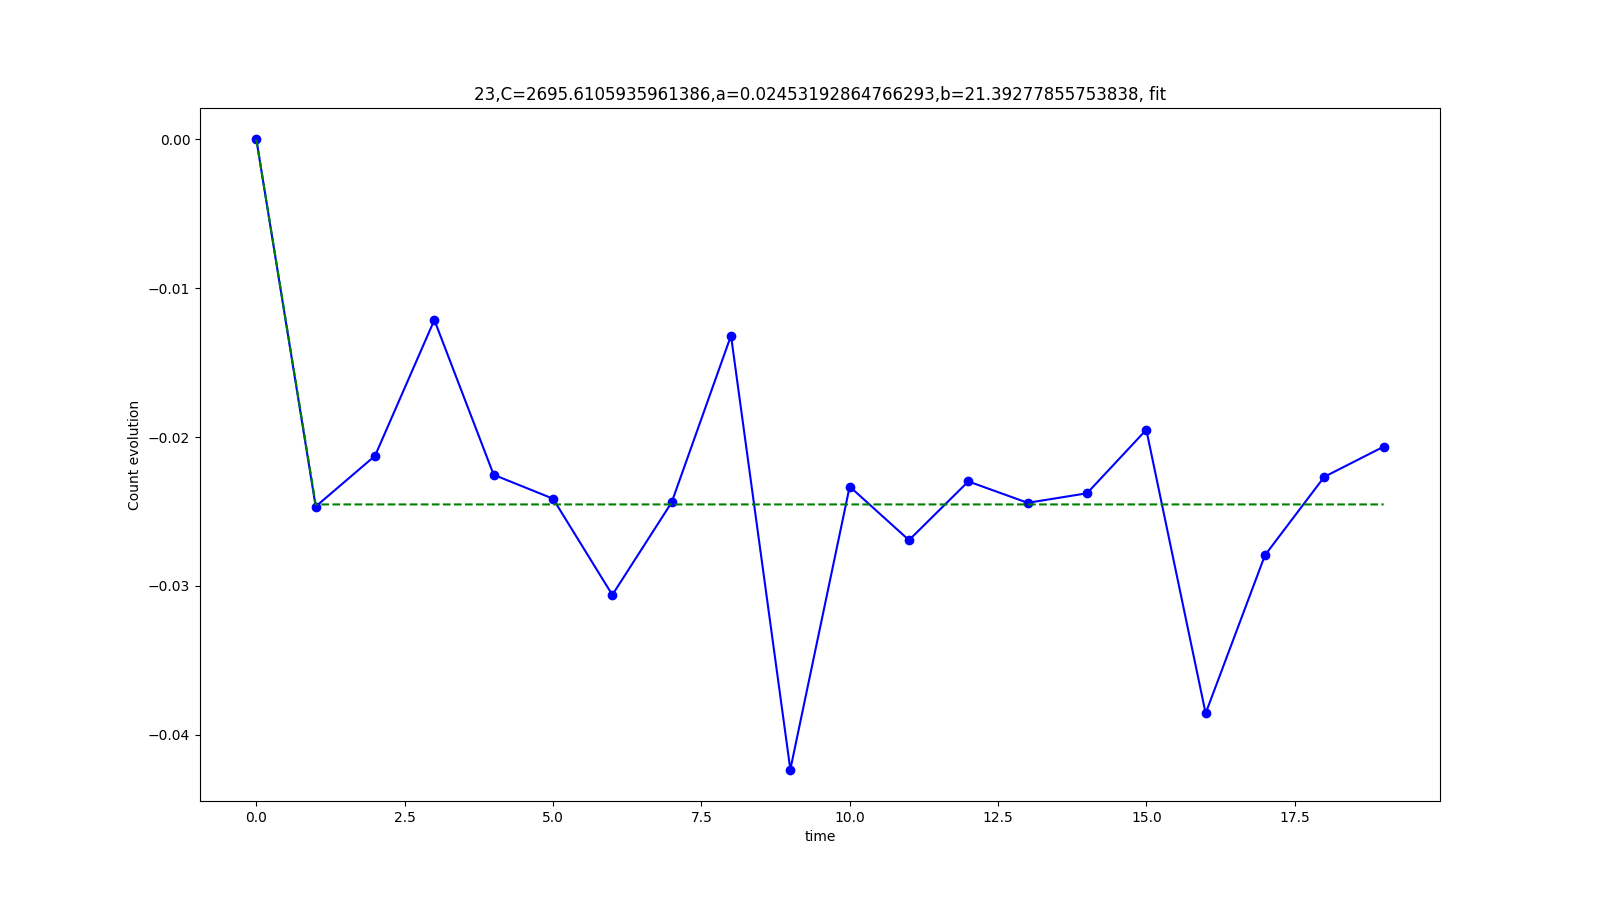 23,C=2695.6105935961386,a=0.02453192864766293,b=21.39277855753838, fit
0.00
−0.01
−0.02
−0.03
−0.04
Count evolution
0.0 2.5 5.0 7.5 10.0 12.5 15.0 17.5
time